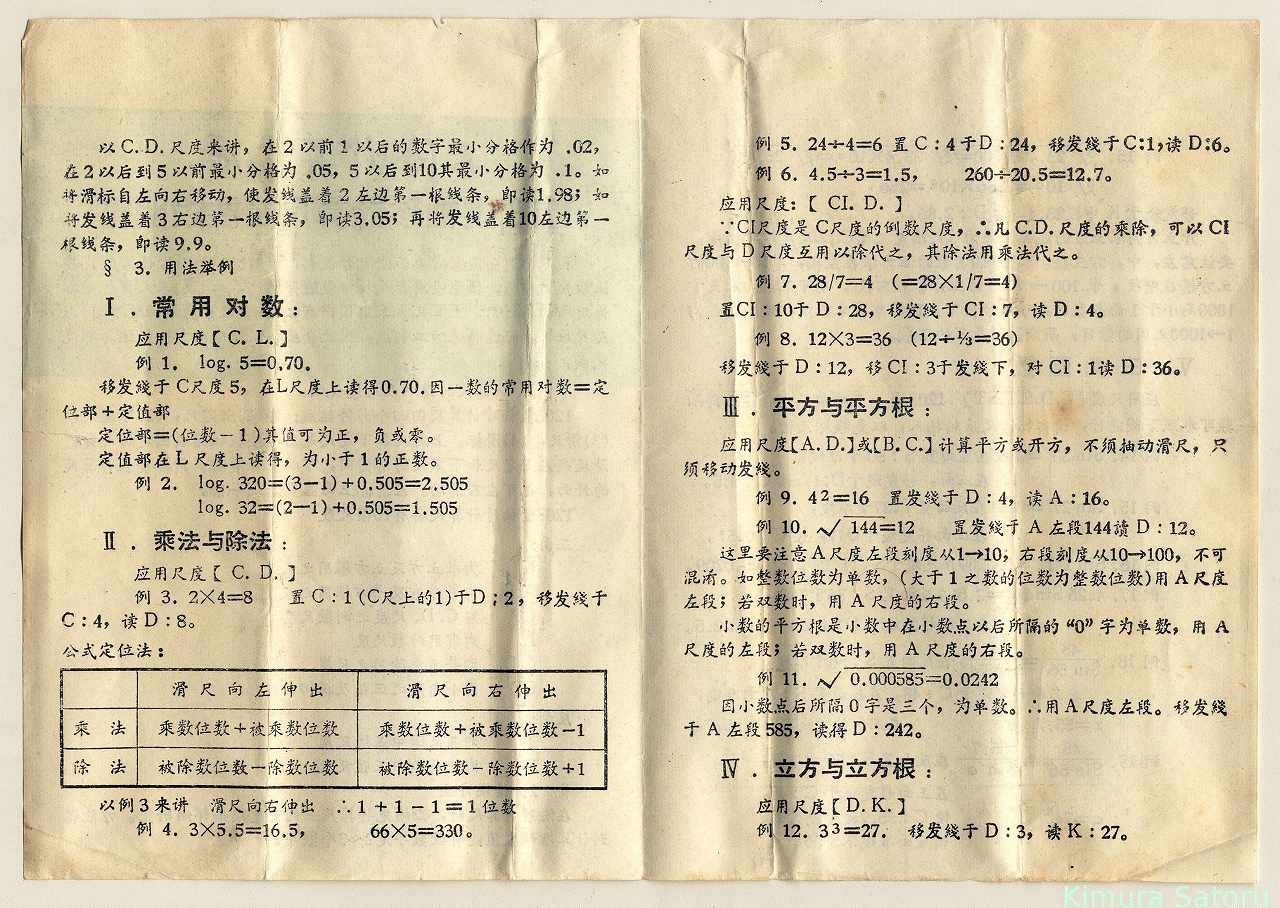 以C.D.尺度来讲，在2以前1以后的数字最小分格作为 .02，
在2以后到5以前最小分格为 .05，5以后到10其最小分格为 .1。如
将滑标自左向右移动，使发线盖着2左边第一根线条，即读1.98；如
将发线盖着3右边第一根线条，即读3.05；再将发线盖着10左边第一
根线条，即读9.9。
§ 3．用法举例
Ⅰ．常用对数：
应用尺度【C. L.】
例 1． log. 5=0.70.
移发綫于C尺度5，在L尺度上读得0.70.因一数的常用对数=定
位部+定值部
定位部=(位数－1)其值可为正，负或零。
定值部在L尺度上读得，为小于1的正数。
例 2． log. 320=(3—1)+0.505=2.505
log. 32=(2—1)+0.505=1.505
Ⅱ．乘法与除法：
应用尺度【 C. D.】
例 3．2×4=8 置C：1(C尺上的1)于D：2，移发綫于
C：4，读D：8。
公式定位法：
滑尺向左伸出 滑尺向右伸出
乘 法 乘数位数+被乘数位数 乘数位数+被乘数位数－1
除 法 被除数位数—除数位数 被除数位数－除数位数+1
以例3来讲 滑尺向右伸出 ∴1+1－1=1位数
例 4．3×5.5=16.5， 66×5=330。
例 5．24÷4=6 置C：4于D：24，移发綫于C:1,读D:6。
例 6．4.5÷3=1.5， 260÷20.5=12.7。
应用尺度：【 CI. D. 】
∵CI尺度是C尺度的倒数尺度，∴凡C.D.尺度的乘除，可以CI
尺度与D尺度互用以除代之，其除法用乘法代之。
例 7．28/7=4 （=28×1/7=4）
置CI：10于D：28，移发綫于CI：7，读D：4。
例 8．12×3=36 （12÷⅓=36）
移发綫于D：12，移CI：3于发綫下，对CI：1读D：36。
Ⅲ．平方与平方根：
应用尺度【A. D.】或【B. C.】计算平方或开方，不须抽动滑尺，只
须移动发綫。
例 9．4²=16 置发綫于D：4，读A：16。
例 10．√144=12 置发綫于A左段144讀D：12。
这里要注意A尺度左段刻度从1→10，右段刻度从10→100，不可
混淆。如整数位数为单数，(大于1之数的位数为整数位数)用A尺度
左段；若双数时，用A尺度的右段。
小数的平方根是小数中在小数点以后所隔的“0”字为单数，用A
尺度的左段；若双数时，用A尺度的右段。
例 11．√0.000585=0.0242
因小数点后所隔0字是三个，为单数。∴用A尺度左段。移发綫
于A左段585，读得D：242。
Ⅳ．立方与立方根：
应用尺度【D. K.】
例 12．3³=27．移发綫于D：3，读K：27。
Kimura Satoru